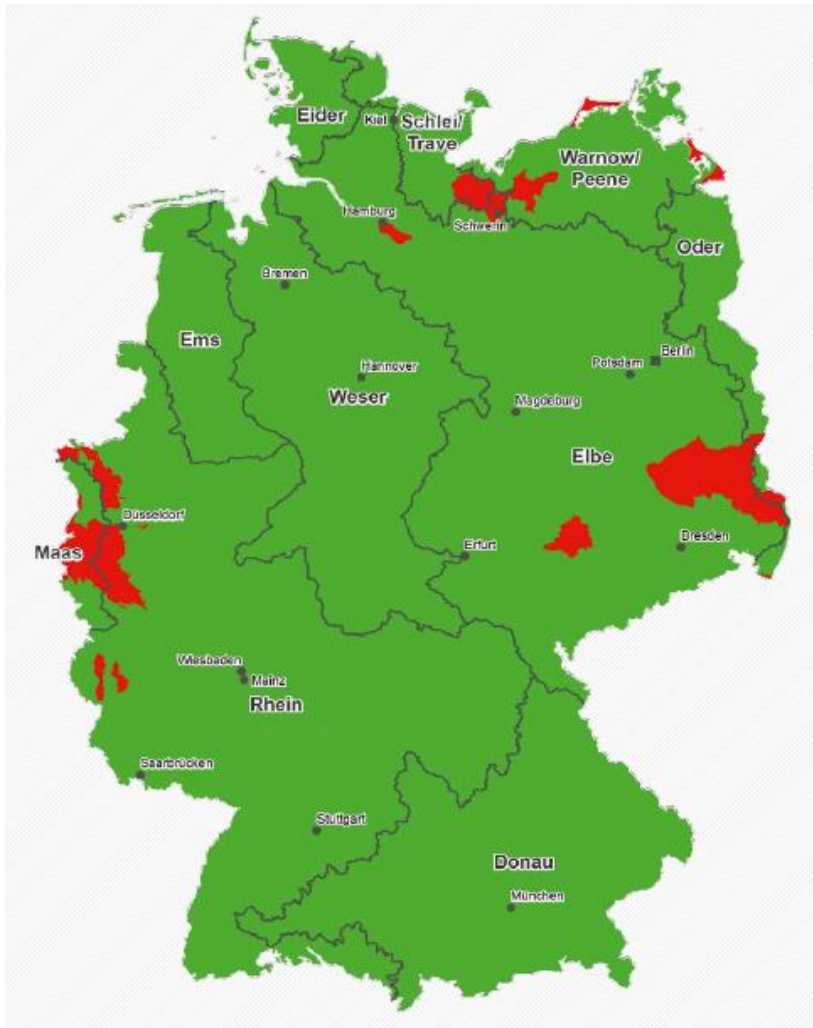 Eider
Kiel
Schlei/
Trave
Warnow/
Peene
Hamburg
Schwerin
Oder
Bremen
Ems
Hannover
Weser
Berlin
Potsdam
Magdeburg
Elbe
Düsseldorf
Maas
Erfurt
Dresden
Wiesbaden
Mainz
Rhein
Saarbrücken
Stuttgart
Donau
München